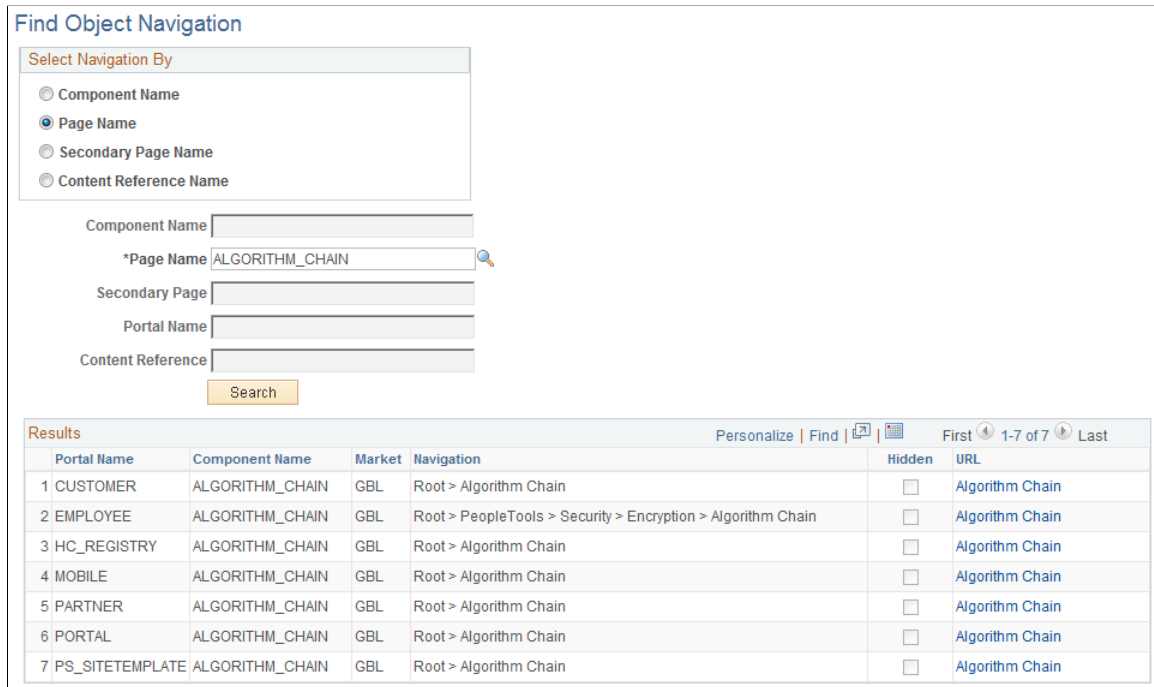 Find Object Navigation
Select Navigation By
Component Name
Page Name
Secondary Page Name
Content Reference Name
Component Name
*Page Name ALGORITHM_CHAIN
Secondary Page
Portal Name
Content Reference
Search
Results Personalize | Find | | First 1-7 of 7 Last
Portal Name Component Name Market Navigation Hidden URL
1 CUSTOMER ALGORITHM_CHAIN GBL Root > Algorithm Chain Algorithm Chain
2 EMPLOYEE ALGORITHM_CHAIN GBL Root > PeopleTools > Security > Encryption > Algorithm Chain Algorithm Chain
3 HC_REGISTRY ALGORITHM_CHAIN GBL Root > Algorithm Chain Algorithm Chain
4 MOBILE ALGORITHM_CHAIN GBL Root > Algorithm Chain Algorithm Chain
5 PARTNER ALGORITHM_CHAIN GBL Root > Algorithm Chain Algorithm Chain
6 PORTAL ALGORITHM_CHAIN GBL Root > Algorithm Chain Algorithm Chain
7 PS_SITETEMPLATE ALGORITHM_CHAIN GBL Root > Algorithm Chain Algorithm Chain